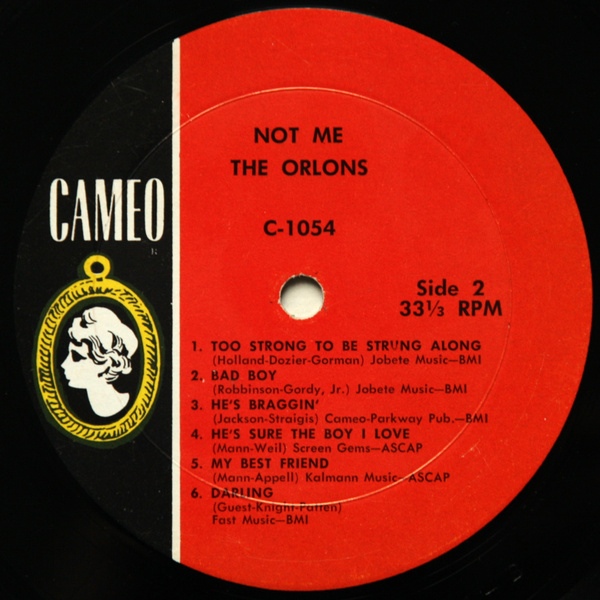 NOT ME
THE ORLONS
CAMEO
C-1054
Side 2
33⅓ RPM
1. TOO STRONG TO BE STRUNG ALONG
(Holland-Dozier-Gorman) Jobete Music—BMI
2. BAD BOY
(Robbinson-Gordy, Jr.) Jobete Music—BMI
3. HE'S BRAGGIN'
(Jackson-Straigis) Cameo-Parkway Pub.—BMI
4. HE'S SURE THE BOY I LOVE
(Mann-Weil) Screen Gems—ASCAP
5. MY BEST FRIEND
(Mann-Appell) Kalmann Music—ASCAP
6. DARLING
(Guest-Knight-Patten)
Fast Music—BMI